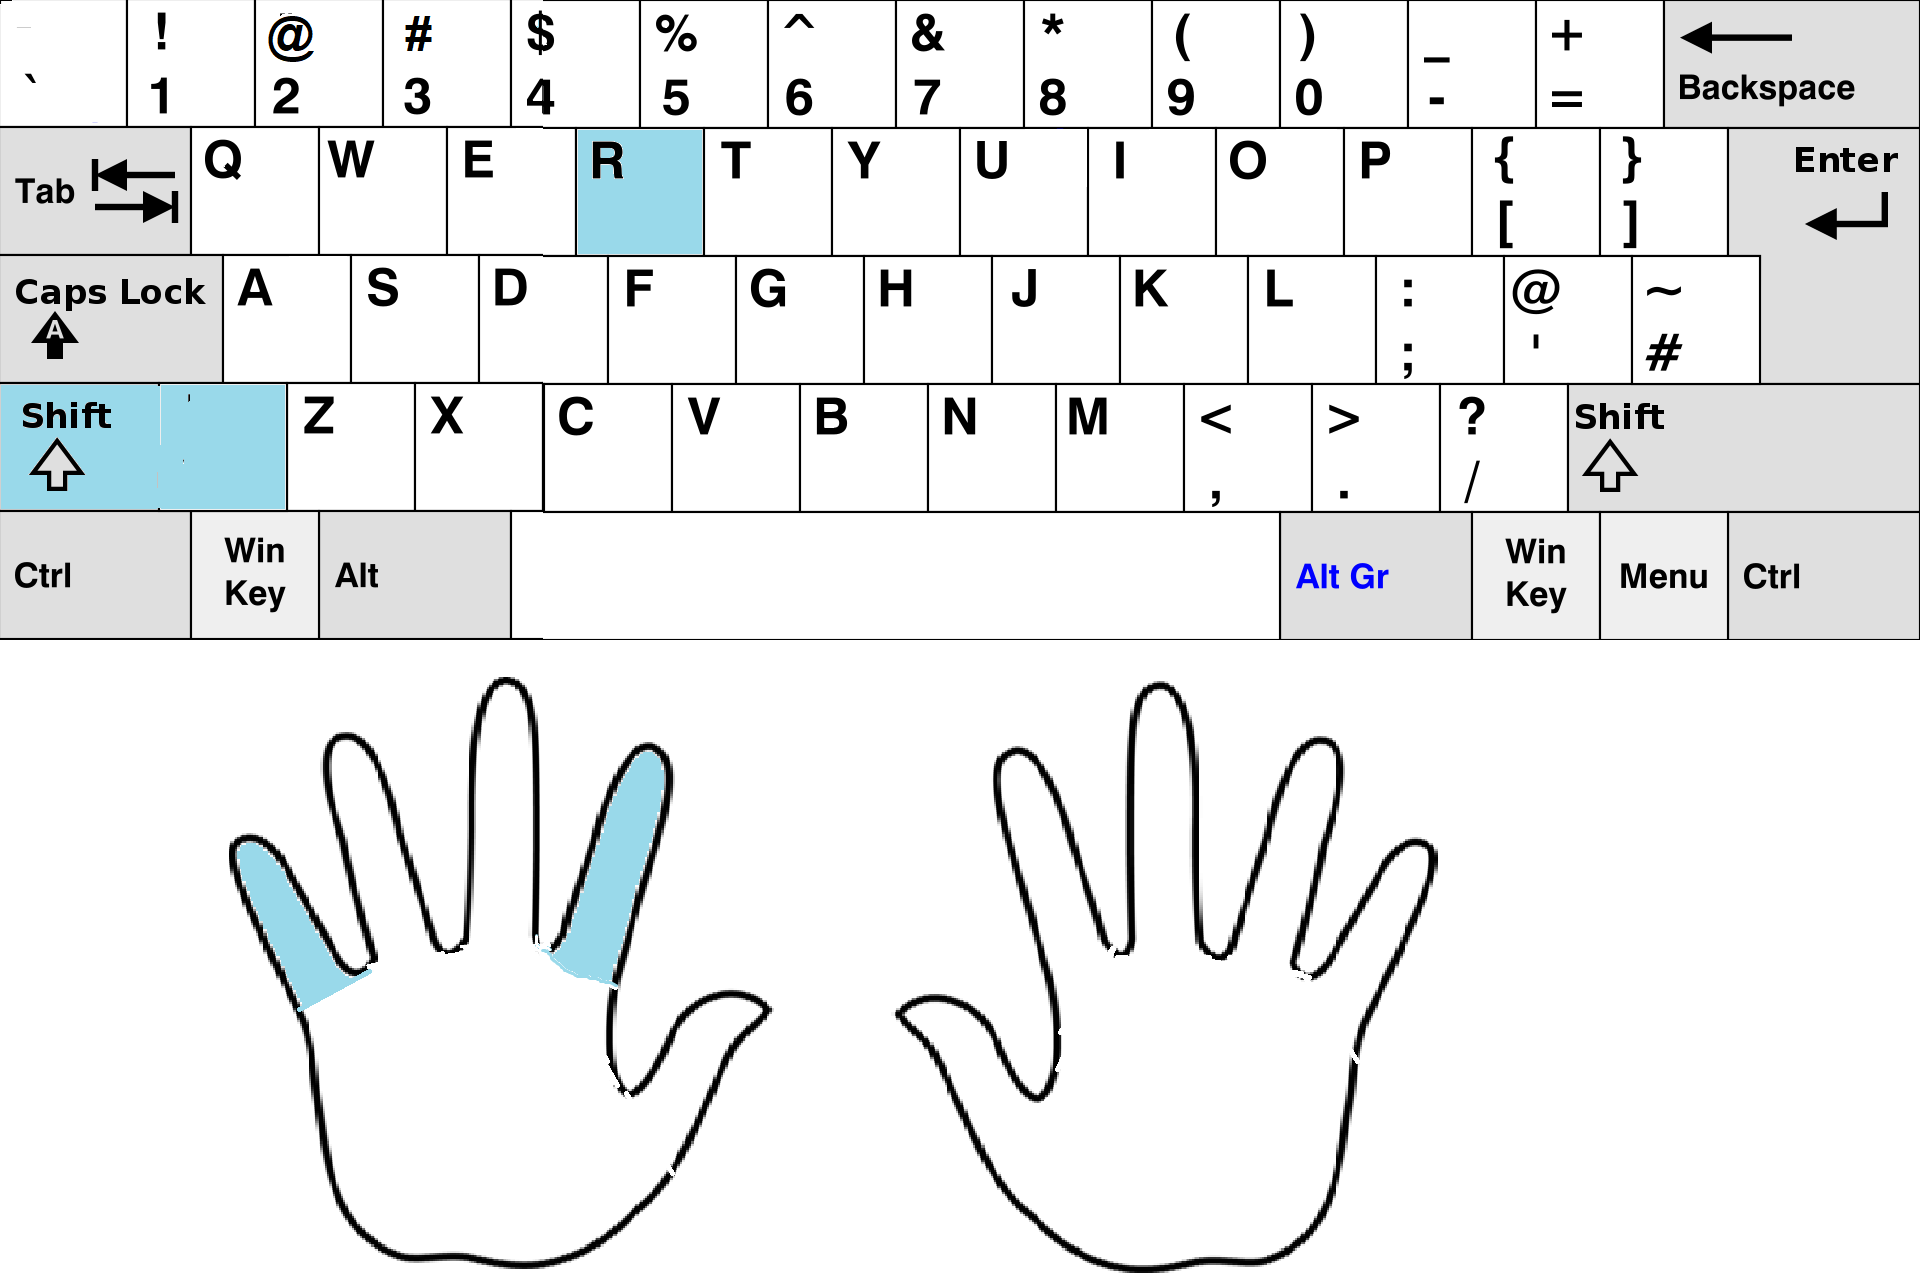 ! @ # $ % ^ & * ( ) _ +
` 1 2 3 4 5 6 7 8 9 0 - = Backspace
Tab Q W E R T Y U I O P { } Enter
[ ]
Caps Lock A S D F G H J K L : @ ~
A ; ' #
Shift Z X C V B N M < > ? Shift
, . /
Ctrl Win Key Alt Alt Gr Win Key Menu Ctrl